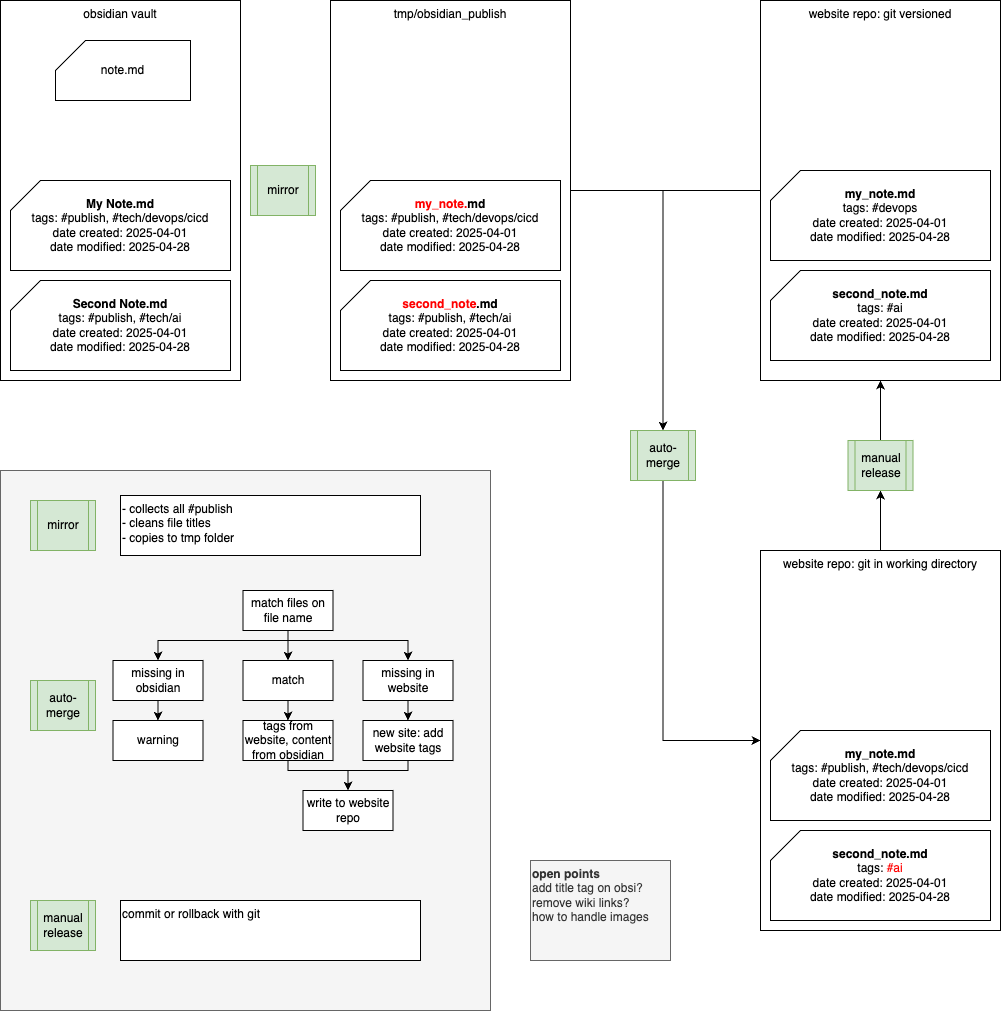 obsidian vault
note.md
My Note.md
tags: #publish, #tech/devops/cicd
date created: 2025-04-01
date modified: 2025-04-28
Second Note.md
tags: #publish, #tech/ai
date created: 2025-04-01
date modified: 2025-04-28
mirror
tmp/obsidian_publish
my_note.md
tags: #publish, #tech/devops/cicd
date created: 2025-04-01
date modified: 2025-04-28
second_note.md
tags: #publish, #tech/ai
date created: 2025-04-01
date modified: 2025-04-28
website repo: git versioned
my_note.md
tags: #devops
date created: 2025-04-01
date modified: 2025-04-28
second_note.md
tags: #ai
date created: 2025-04-01
date modified: 2025-04-28
auto-
merge
manual
release
website repo: git in working directory
my_note.md
tags: #publish, #tech/devops/cicd
date created: 2025-04-01
date modified: 2025-04-28
second_note.md
tags: #ai
date created: 2025-04-01
date modified: 2025-04-28
mirror
- collects all #publish
- cleans file titles
- copies to tmp folder
auto-
merge
match files on
file name
missing in
obsidian
match
missing in
website
warning
tags from
website, content
from obsidian
new site: add
website tags
write to website
repo
manual
release
commit or rollback with git
open points
add title tag on obsi?
remove wiki links?
how to handle images